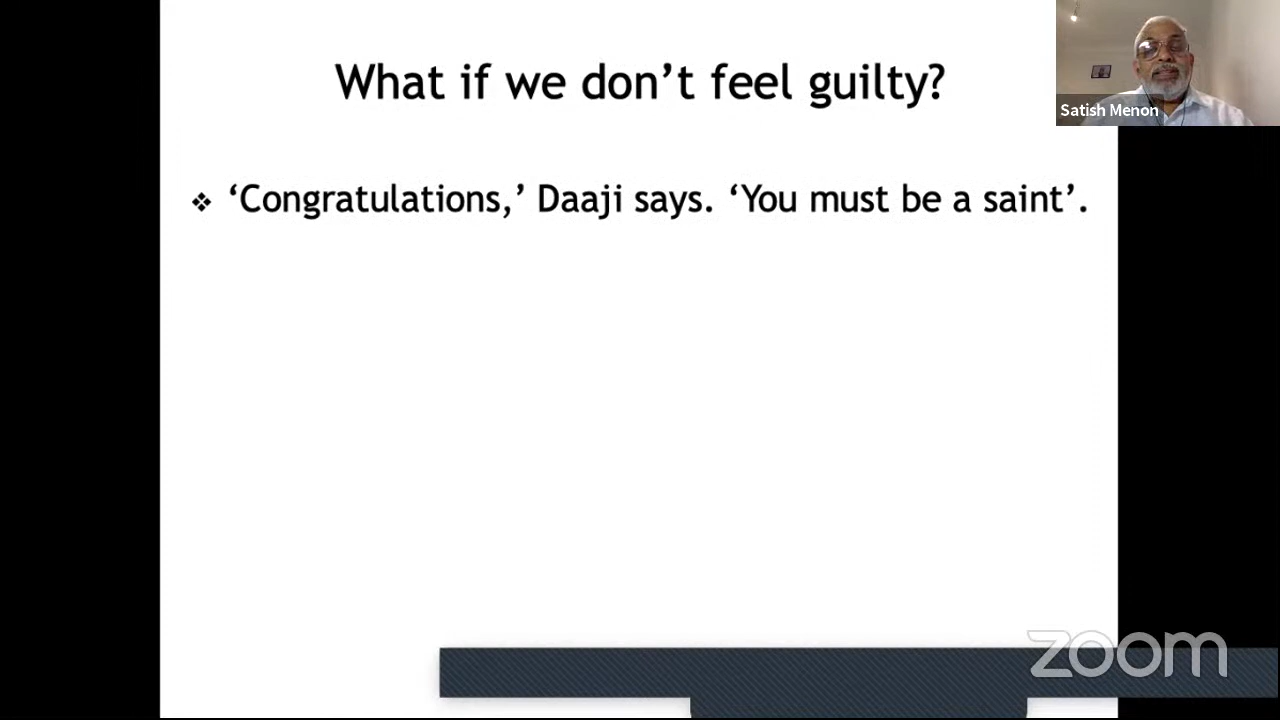 What if we don’t feel guilty?
Satish Menon
❖ ‘Congratulations,’ Daaji says. ‘You must be a saint’.
zoom